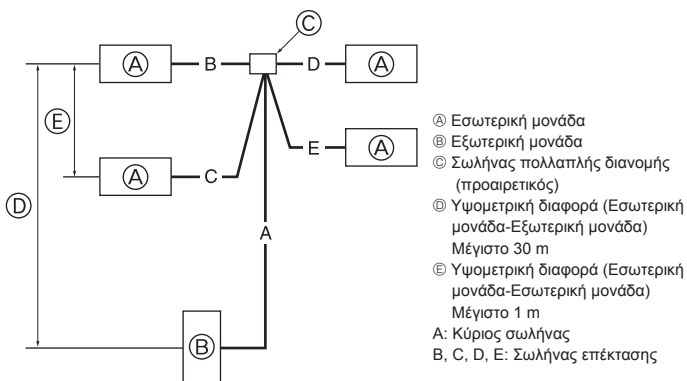 Ⓒ
Ⓐ B D Ⓐ
Ⓔ
Ⓐ C E Ⓐ
Ⓓ
A
Ⓑ
Ⓐ Εσωτερική μονάδα
Ⓑ Εξωτερική μονάδα
Ⓒ Σωλήνας πολλαπλής διανομής
(προαιρετικός)
Ⓓ Υψομετρική διαφορά (Εσωτερική
μονάδα-Εξωτερική μονάδα)
Μέγιστο 30 m
Ⓔ Υψομετρική διαφορά (Εσωτερική
μονάδα-Εσωτερική μονάδα)
Μέγιστο 1 m
A: Κύριος σωλήνας
B, C, D, E: Σωλήνας επέκτασης